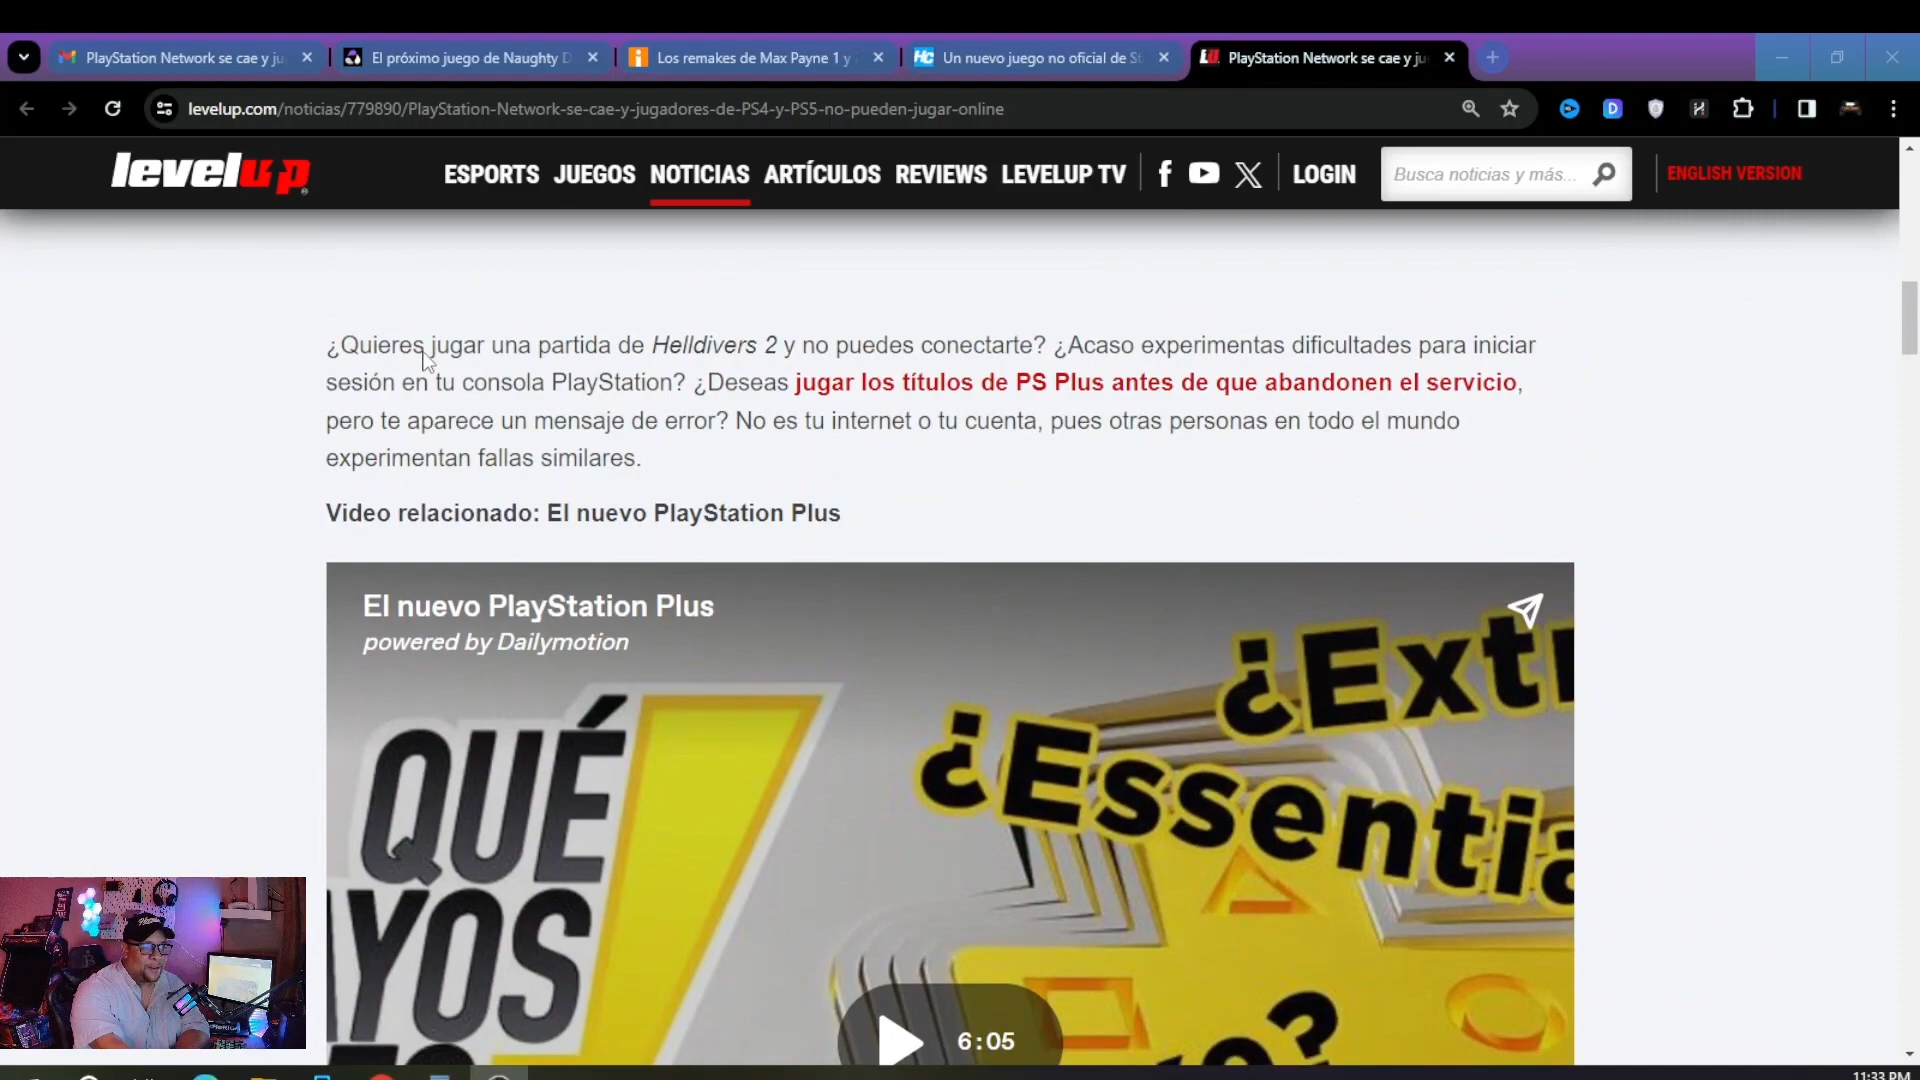 PlayStation Network se cae y ju
El próximo juego de Naughty D
Los remakes de Max Payne 1 y
Un nuevo juego no oficial de St
PlayStation Network se cae y ju
levelup.com/noticias/779890/PlayStation-Network-se-cae-y-jugadores-de-PS4-y-PS5-no-pueden-jugar-online
levelup
ESPORTS JUEGOS NOTICIAS ARTÍCULOS REVIEWS LEVELUP TV LOGIN Busca noticias y más... ENGLISH VERSION
¿Quieres jugar una partida de Helldivers 2 y no puedes conectarte? ¿Acaso experimentas dificultades para iniciar
sesión en tu consola PlayStation? ¿Deseas jugar los títulos de PS Plus antes de que abandonen el servicio,
pero te aparece un mensaje de error? No es tu internet o tu cuenta, pues otras personas en todo el mundo
experimentan fallas similares.
Video relacionado: El nuevo PlayStation Plus
El nuevo PlayStation Plus
powered by Dailymotion
¿Extr
¿Essentia
QUÉ
AYOS
6:05
11:33 PM